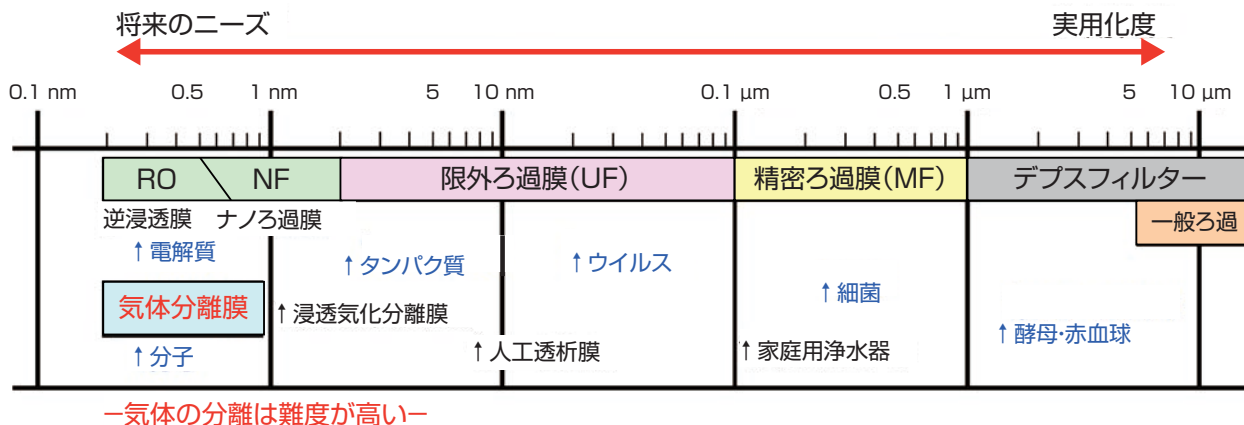 将来のニーズ 実用化度
0.1 nm 0.5 1 nm 5 10 nm 0.1 μm 0.5 1 μm 5 10 μm
RO NF 限外ろ過膜(UF) 精密ろ過膜(MF) デプスフィルター
逆浸透膜 ナノろ過膜 一般ろ過
↑電解質 ↑タンパク質 ↑ウイルス ↑細菌
気体分離膜 ↑浸透気化分離膜
↑分子 ↑人工透析膜 ↑家庭用浄水器 ↑酵母・赤血球
−気体の分離は難度が高い−